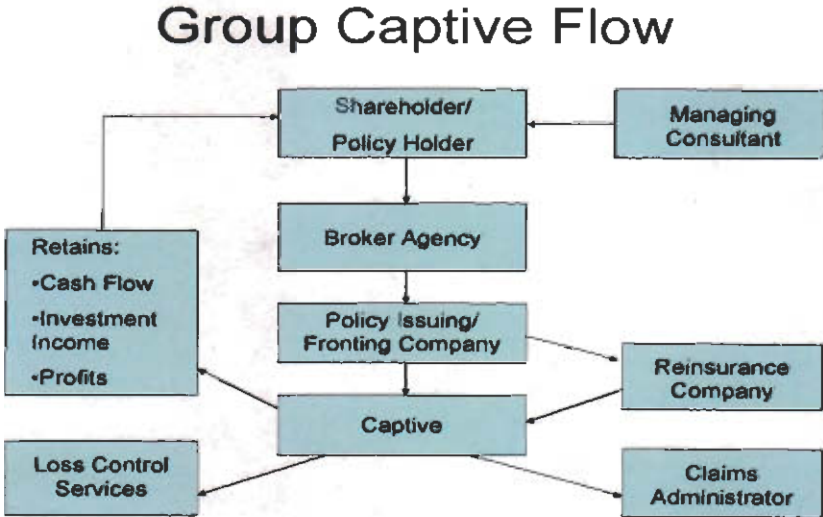 Group Captive Flow
Shareholder/
Policy Holder
Managing
Consultant
Broker Agency
Retains:
•Cash Flow
•Investment
Income
•Profits
Policy Issuing/
Fronting Company
Reinsurance
Company
Captive
Loss Control
Services
Claims
Administrator